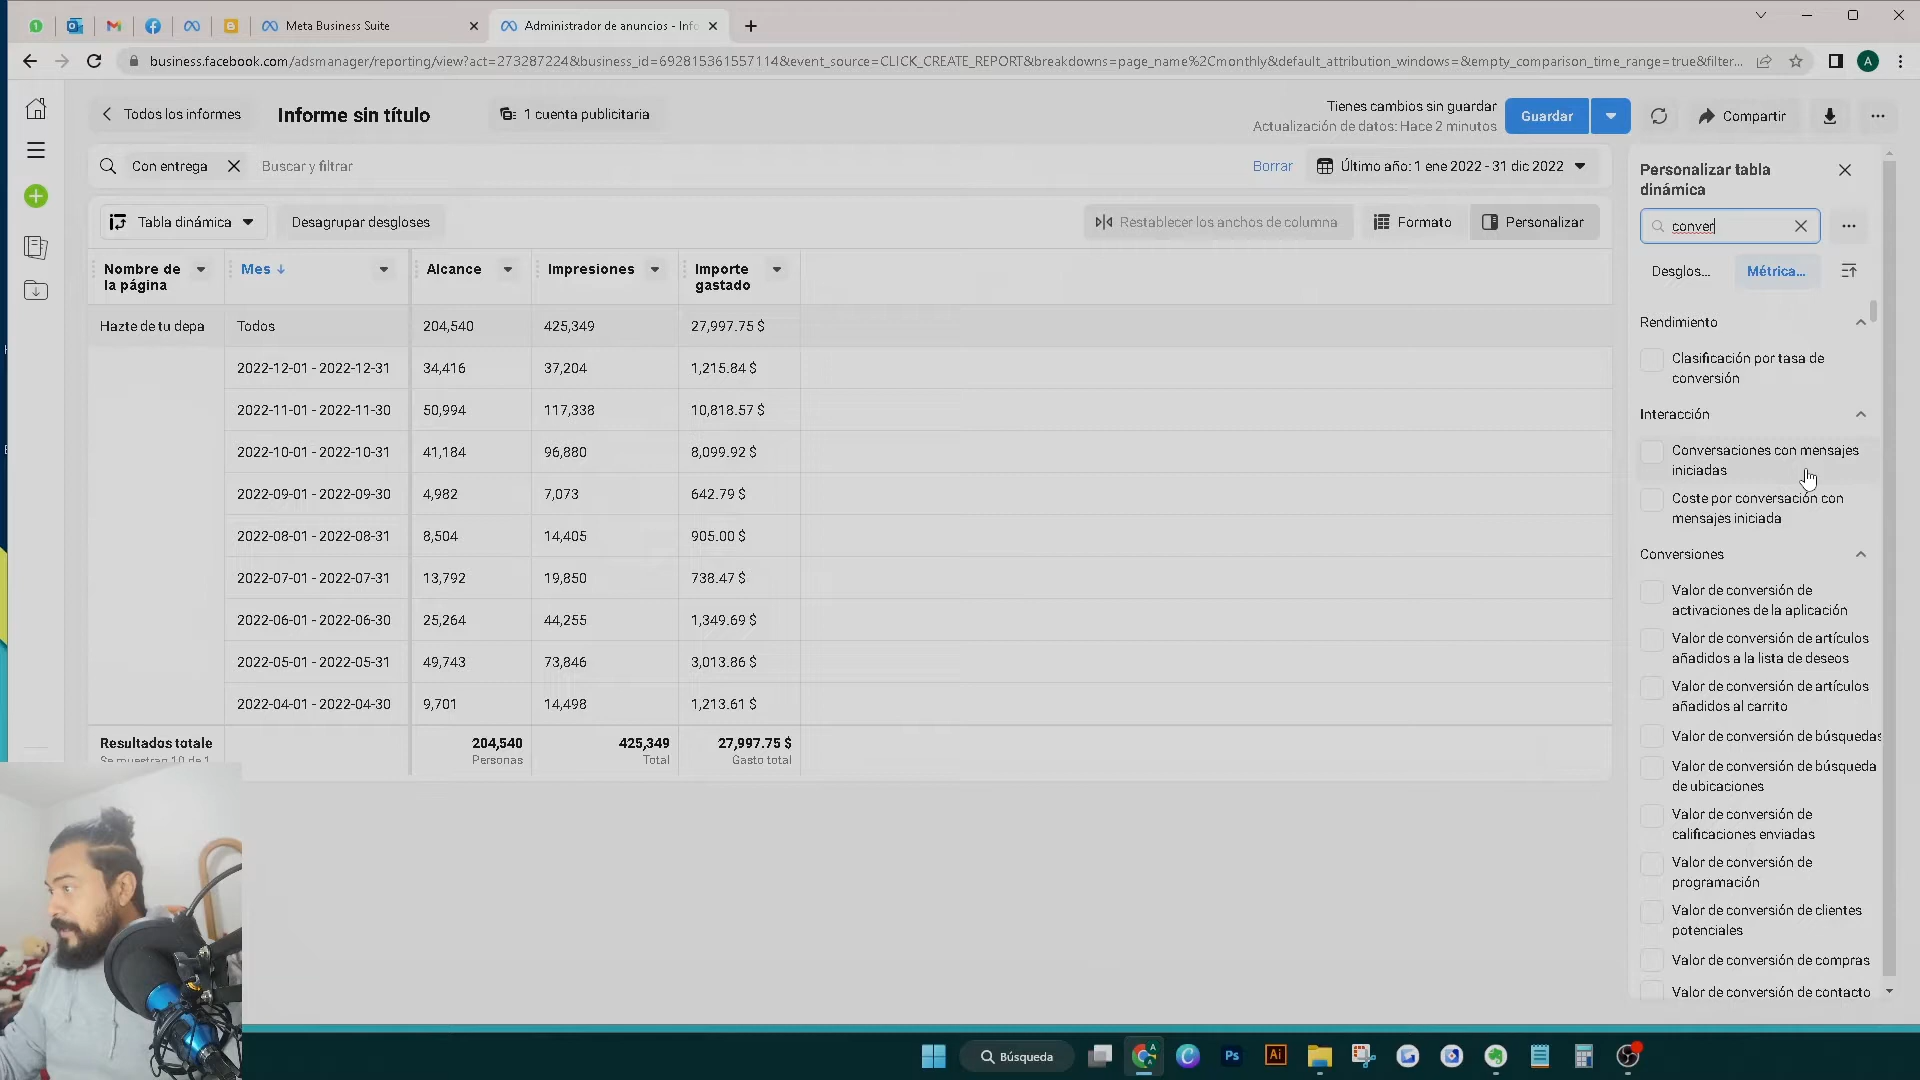 Meta Business Suite
Administrador de anuncios - Info
business.facebook.com/adsmanager/reporting/view?act=273287224&business_id=692815361557114&event_source=CLICK_CREATE_REPORT&breakdowns=page_name%2Cmonthly&default_attribution_windows=&empty_comparison_time_range=true&filter...
A
Todos los informes
Informe sin título
1 cuenta publicitaria
Tienes cambios sin guardar
Actualización de datos: Hace 2 minutos
Guardar
Compartir
Con entrega
Buscar y filtrar
Borrar
Último año: 1 ene 2022 - 31 dic 2022
Tabla dinámica
Desagrupar desgloses
Restablecer los anchos de columna
Formato
Personalizar
Nombre de
la página
Mes
Alcance
Impresiones
Importe
gastado
Hazte de tu depa
Todos
204,540
425,349
27,997.75 $
2022-12-01 - 2022-12-31
34,416
37,204
1,215.84 $
2022-11-01 - 2022-11-30
50,994
117,338
10,818.57 $
2022-10-01 - 2022-10-31
41,184
96,880
8,099.92 $
2022-09-01 - 2022-09-30
4,982
7,073
642.79 $
2022-08-01 - 2022-08-31
8,504
14,405
905.00 $
2022-07-01 - 2022-07-31
13,792
19,850
738.47 $
2022-06-01 - 2022-06-30
25,264
44,255
1,349.69 $
2022-05-01 - 2022-05-31
49,743
73,846
3,013.86 $
2022-04-01 - 2022-04-30
9,701
14,498
1,213.61 $
Resultados totale
Se muestran 10 de 1
204,540
Personas
425,349
Total
27,997.75 $
Gasto total
Personalizar tabla
dinámica
conver
Desglos...
Métrica...
Rendimiento
Clasificación por tasa de
conversión
Interacción
Conversaciones con mensajes
iniciadas
Coste por conversación con
mensajes iniciada
Conversiones
Valor de conversión de
activaciones de la aplicación
Valor de conversión de artículos
añadidos a la lista de deseos
Valor de conversión de artículos
añadidos al carrito
Valor de conversión de búsquedas
Valor de conversión de búsqueda
de ubicaciones
Valor de conversión de
calificaciones enviadas
Valor de conversión de
programación
Valor de conversión de clientes
potenciales
Valor de conversión de compras
Valor de conversión de contacto
Búsqueda
Ps
Ai